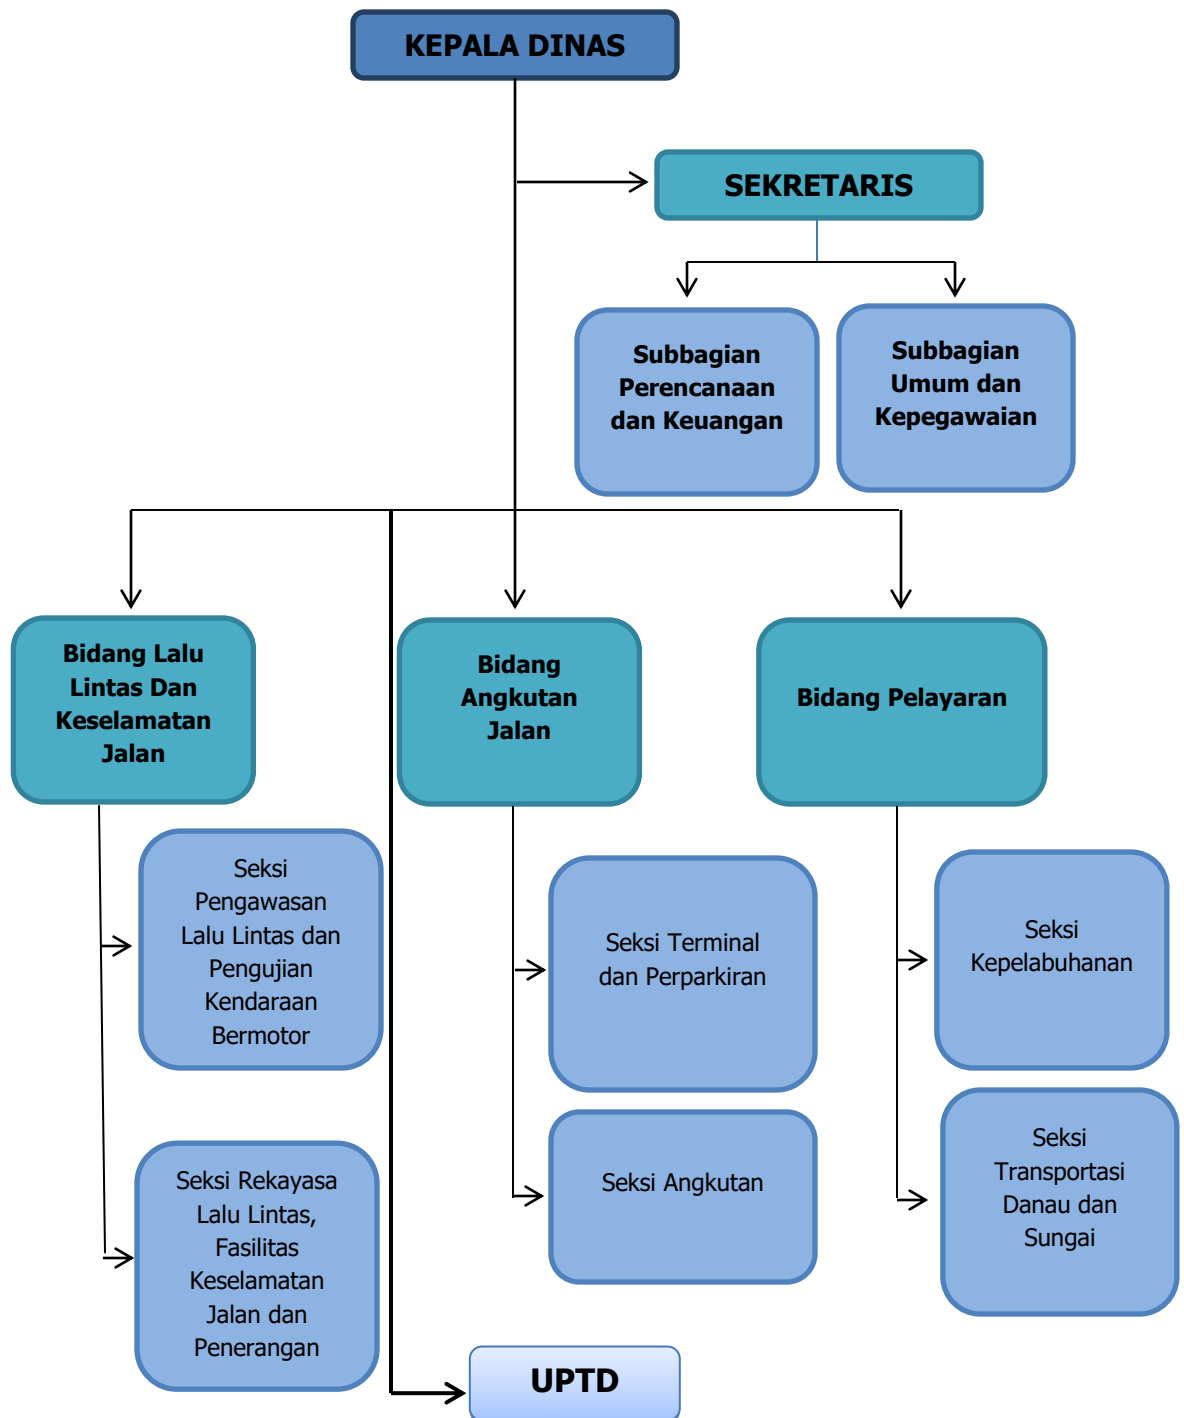 KEPALA DINAS
SEKRETARIS
Subbagian
Perencanaan
dan Keuangan
Subbagian
Umum dan
Kepegawaian
Bidang Lalu
Lintas Dan
Keselamatan
Jalan
Bidang
Angkutan
Jalan
Bidang Pelayaran
Seksi
Pengawasan
Lalu Lintas dan
Pengujian
Kendaraan
Bermotor
Seksi Terminal
dan Perparkiran
Seksi
Kepelabuhanan
Seksi Rekayasa
Lalu Lintas,
Fasilitas
Keselamatan
Jalan dan
Penerangan
Seksi Angkutan
Seksi
Transportasi
Danau dan
Sungai
UPTD